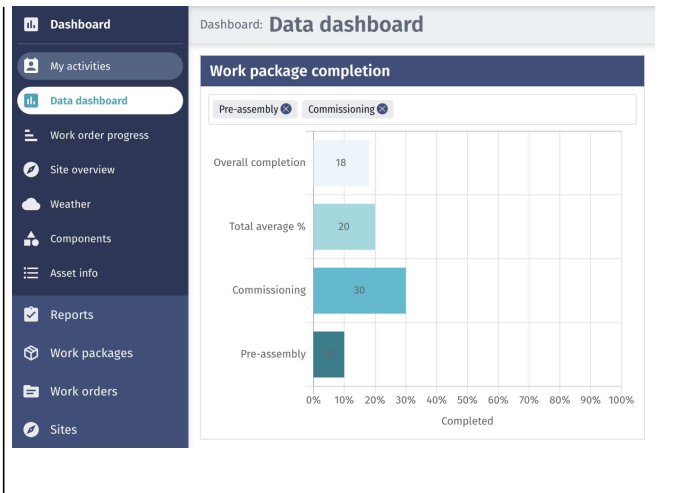 Dashboard
My activities
Data dashboard
Work order progress
Site overview
Weather
Components
Asset info
Reports
Work packages
Work orders
Sites
Dashboard: Data dashboard
Work package completion
Pre-assembly Commissioning
Overall completion 18
Total average % 20
Commissioning 30
Pre-assembly 10
0% 10% 20% 30% 40% 50% 60% 70% 80% 90% 100%
Completed